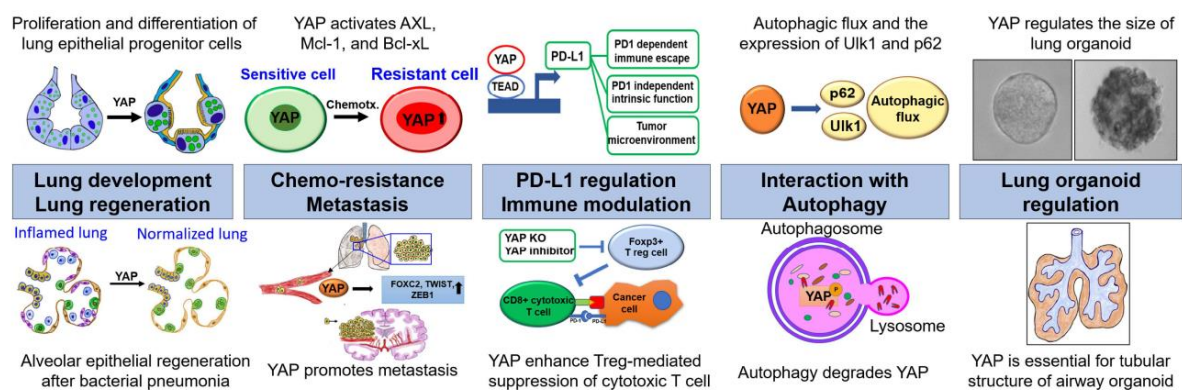 Proliferation and differentiation of
lung epithelial progenitor cells
YAP
Lung development
Lung regeneration
Inflamed lung
Normalized lung
YAP
Alveolar epithelial regeneration
after bacterial pneumonia
YAP activates AXL,
Mcl-1, and Bcl-xL
Sensitive cell
Resistant cell
YAP
Chemotx.
YAP
Chemo-resistance
Metastasis
YAP
FOXC2, TWIST,
ZEB1
YAP promotes metastasis
YAP
TEAD
PD-L1
PD1 dependent
immune escape
PD1 independent
intrinsic function
Tumor
microenvironment
PD-L1 regulation
Immune modulation
YAP KO
YAP inhibitor
Foxp3+
T reg cell
CD8+ cytotoxic
T cell
Cancer
cell
PD-1
PD-L1
YAP enhance Treg-mediated
suppression of cytotoxic T cell
Autophagic flux and the
expression of Ulk1 and p62
YAP
p62
Ulk1
Autophagic
flux
Interaction with
Autophagy
Autophagosome
YAP
P
Lysosome
Autophagy degrades YAP
YAP regulates the size of
lung organoid
Lung organoid
regulation
YAP is essential for tubular
structure of airway organoid